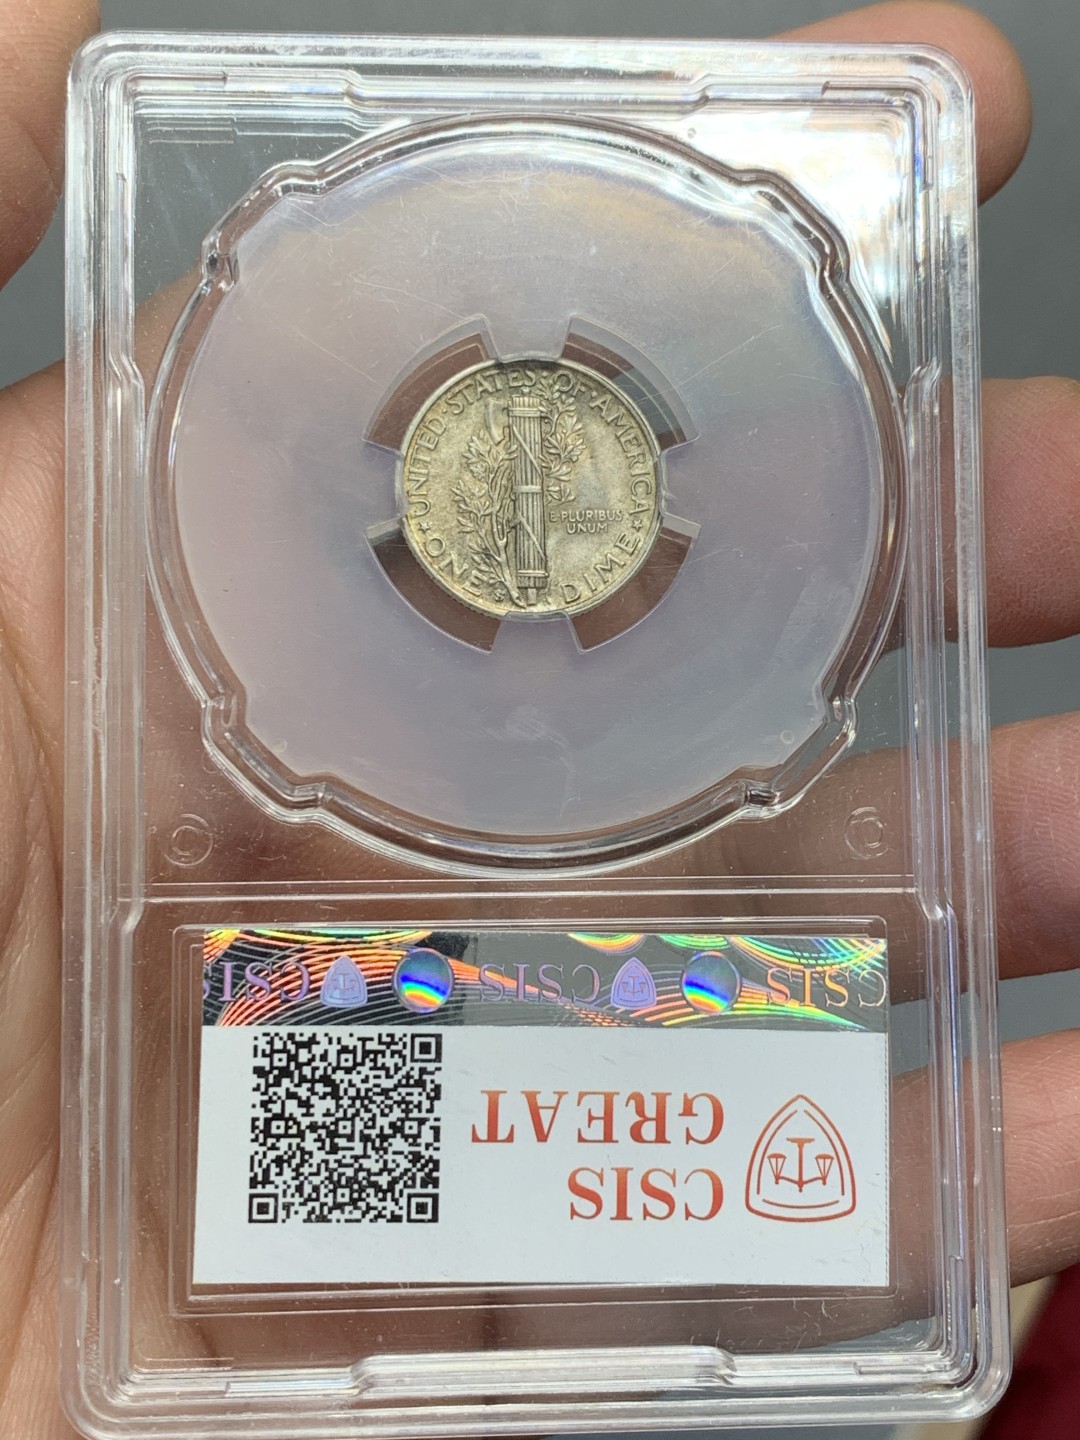 UNITED·STATES·OF·AMERICA
E·PLURIBUS
UNUM
ONE DIME
S
CSIS CSIS CSIS
CSIS
GREAT